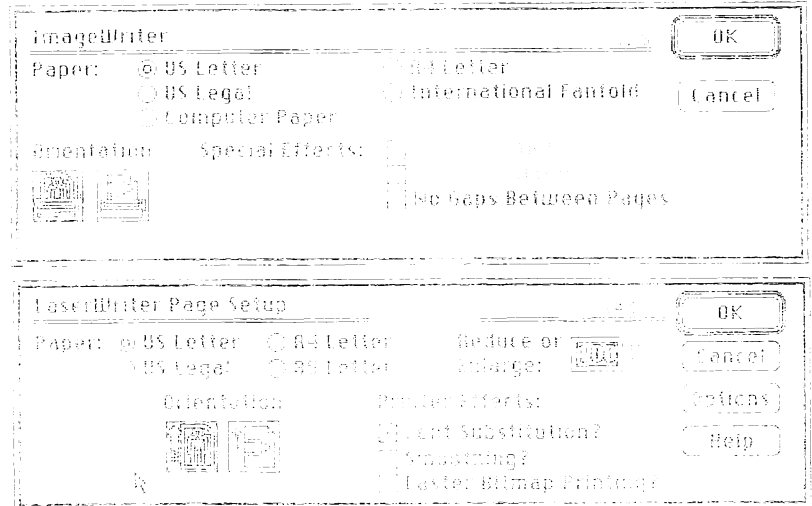 ImageWriter OK
Paper: US Letter A4 Letter
US Legal International Fanfold Cancel
Computer Paper
Orientation Special Effects:
No Gaps Between Pages
LaserWriter Page Setup OK
Paper: US Letter A4 Letter Reduce or
US Legal B5 Letter Enlarge: Cancel
Orientation Printer Effects: Options
Font Substitution? Help
Smoothing?
Faster Bitmap Printing?